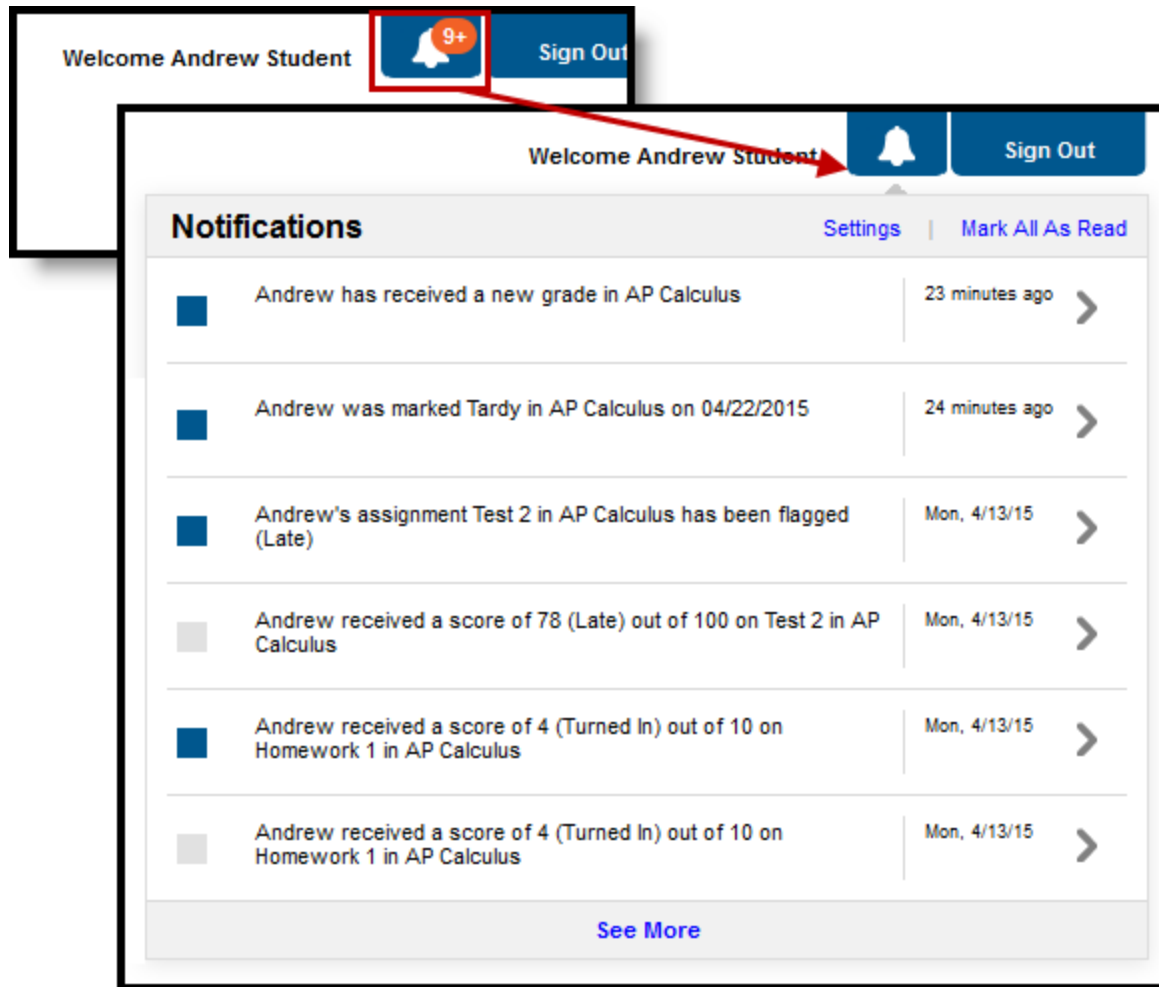 Welcome Andrew Student
9+
Sign Out
Welcome Andrew Student
Sign Out
Notifications
Settings | Mark All As Read
Andrew has received a new grade in AP Calculus
23 minutes ago
Andrew was marked Tardy in AP Calculus on 04/22/2015
24 minutes ago
Andrew's assignment Test 2 in AP Calculus has been flagged
(Late)
Mon, 4/13/15
Andrew received a score of 78 (Late) out of 100 on Test 2 in AP
Calculus
Mon, 4/13/15
Andrew received a score of 4 (Turned In) out of 10 on
Homework 1 in AP Calculus
Mon, 4/13/15
Andrew received a score of 4 (Turned In) out of 10 on
Homework 1 in AP Calculus
Mon, 4/13/15
See More